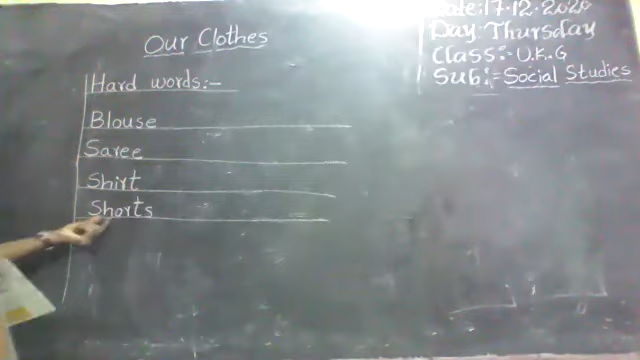 Our Clothes
Date:17.12.2020
Day:Thursday
Class:-U.K.G
Sub:-Social Studies
Hard words:-
Blouse
Saree
Shirt
Shorts